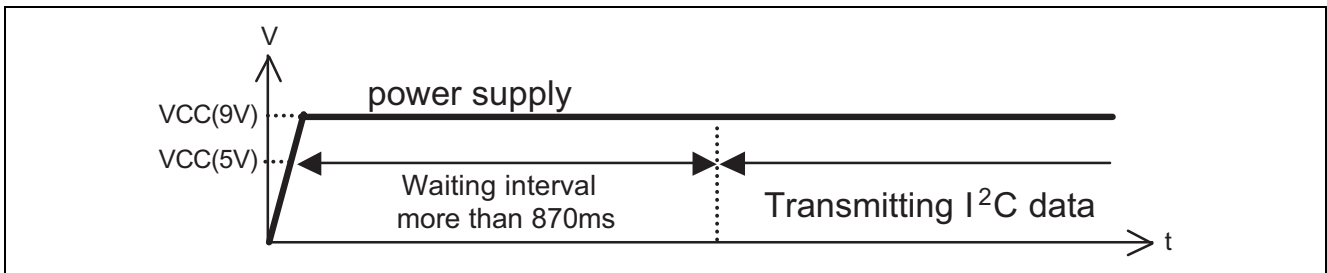 V
power supply
VCC(9V)
VCC(5V)
Waiting interval
more than 870ms
Transmitting I²C data
t